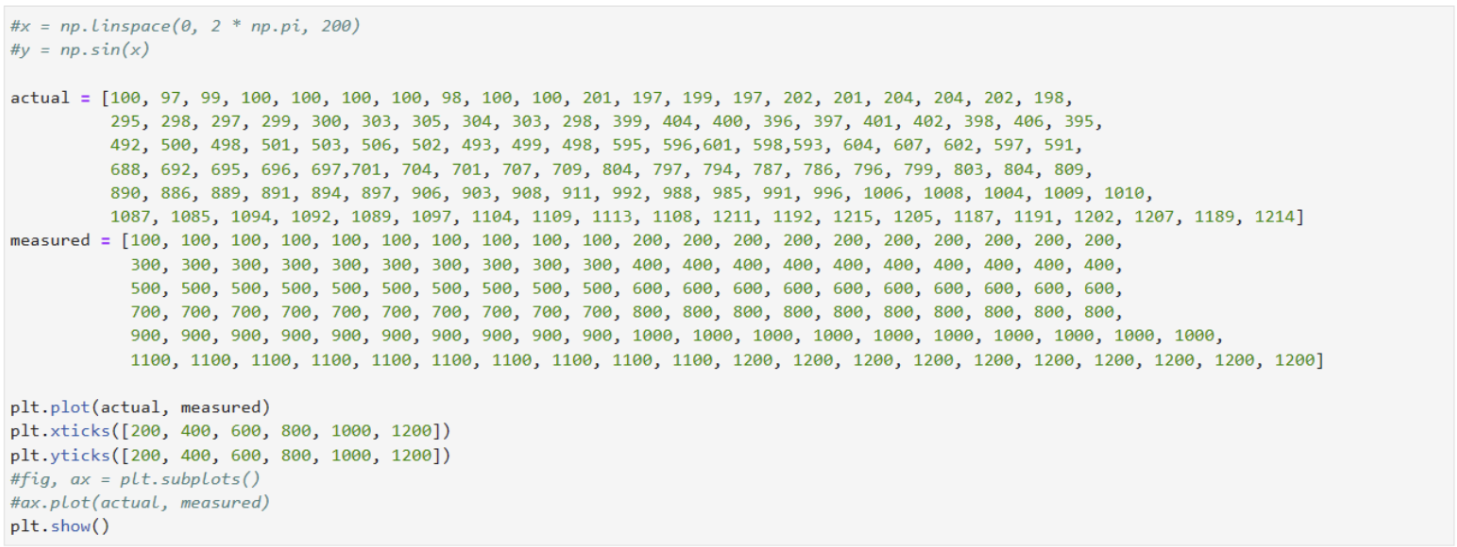 #x = np.linspace(0, 2 * np.pi, 200)
#y = np.sin(x)
actual = [100, 97, 99, 100, 100, 100, 100, 98, 100, 100, 201, 197, 199, 197, 202, 201, 204, 204, 202, 198,
295, 298, 297, 299, 300, 303, 305, 304, 303, 298, 399, 404, 400, 396, 397, 401, 402, 398, 406, 395,
492, 500, 498, 501, 503, 506, 502, 493, 499, 498, 595, 596,601, 598,593, 604, 607, 602, 597, 591,
688, 692, 695, 696, 697,701, 704, 701, 707, 709, 804, 797, 794, 787, 786, 796, 799, 803, 804, 809,
890, 886, 889, 891, 894, 897, 906, 903, 908, 911, 992, 988, 985, 991, 996, 1006, 1008, 1004, 1009, 1010,
1087, 1085, 1094, 1092, 1089, 1097, 1104, 1109, 1113, 1108, 1211, 1192, 1215, 1205, 1187, 1191, 1202, 1207, 1189, 1214]
measured = [100, 100, 100, 100, 100, 100, 100, 100, 100, 100, 200, 200, 200, 200, 200, 200, 200, 200, 200, 200,
300, 300, 300, 300, 300, 300, 300, 300, 300, 300, 400, 400, 400, 400, 400, 400, 400, 400, 400, 400,
500, 500, 500, 500, 500, 500, 500, 500, 500, 500, 600, 600, 600, 600, 600, 600, 600, 600, 600, 600,
700, 700, 700, 700, 700, 700, 700, 700, 700, 700, 800, 800, 800, 800, 800, 800, 800, 800, 800, 800,
900, 900, 900, 900, 900, 900, 900, 900, 900, 900, 1000, 1000, 1000, 1000, 1000, 1000, 1000, 1000, 1000, 1000,
1100, 1100, 1100, 1100, 1100, 1100, 1100, 1100, 1100, 1100, 1200, 1200, 1200, 1200, 1200, 1200, 1200, 1200, 1200, 1200]
plt.plot(actual, measured)
plt.xticks([200, 400, 600, 800, 1000, 1200])
plt.yticks([200, 400, 600, 800, 1000, 1200])
#fig, ax = plt.subplots()
#ax.plot(actual, measured)
plt.show()